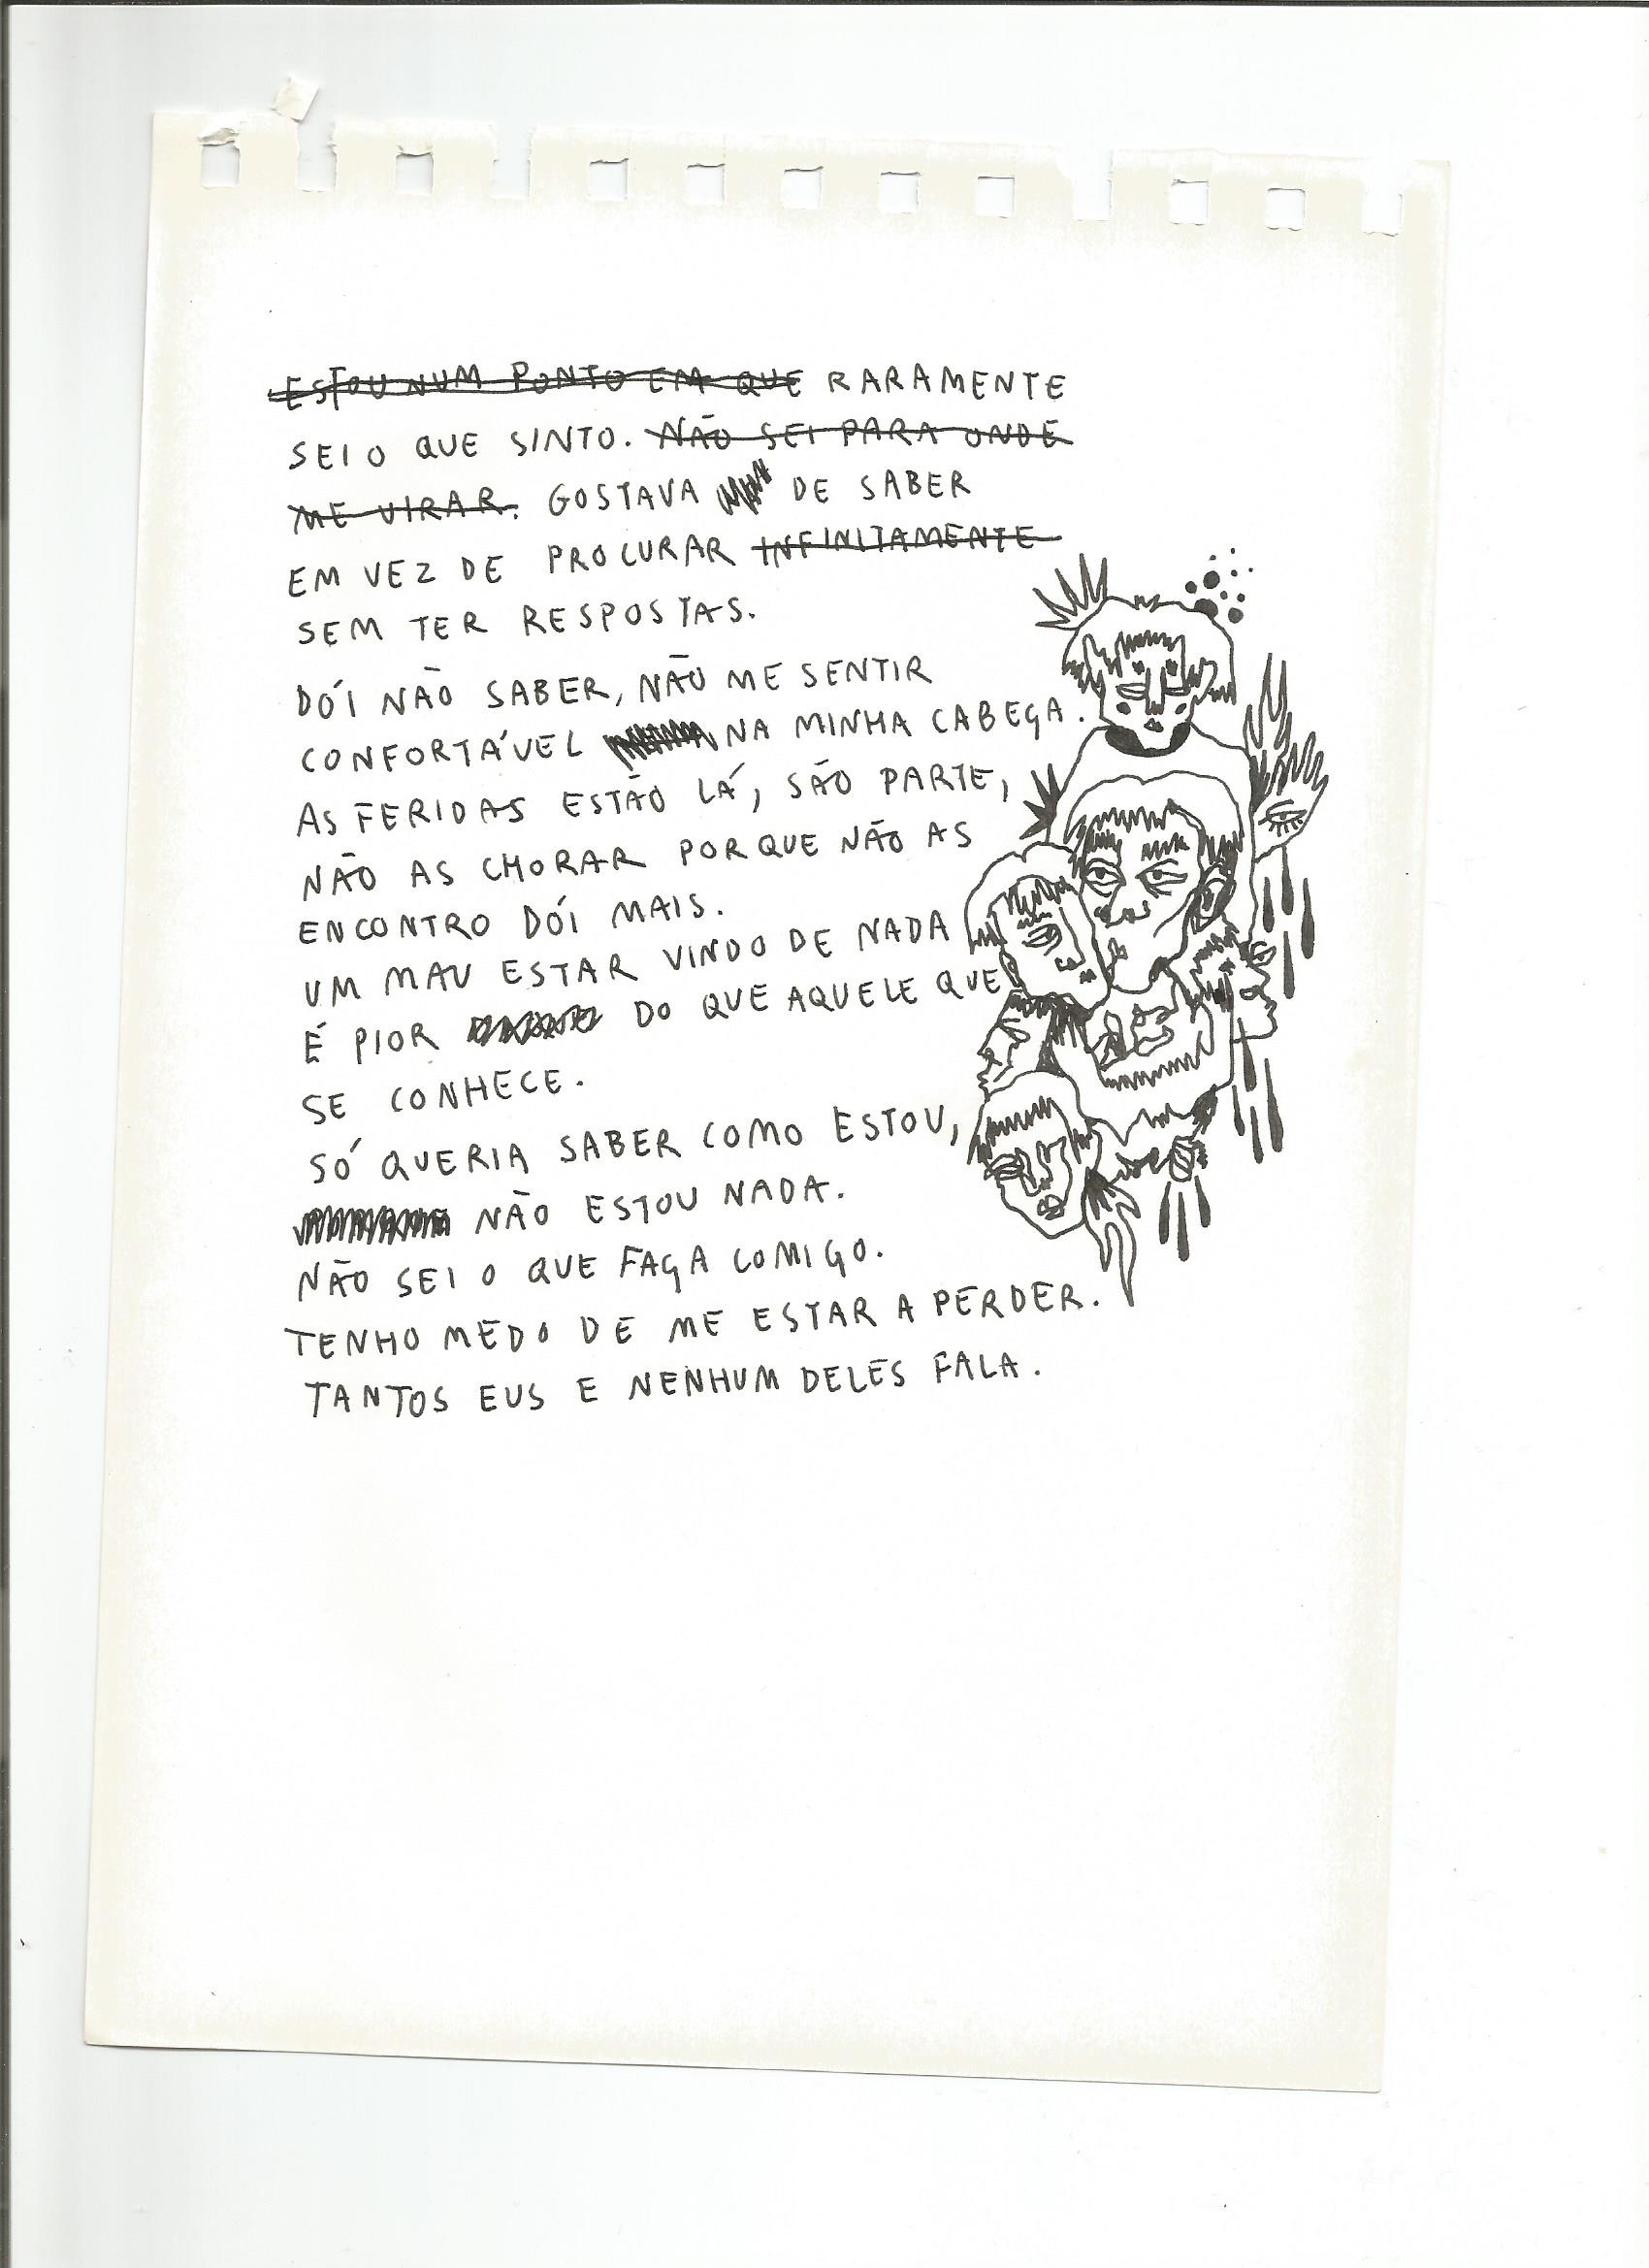 ESTOU NUM PONTO EM QUE RARAMENTE
SEI O QUE SINTO. NÃO SEI PARA ONDE
ME VIRAR. GOSTAVA DE SABER
EM VEZ DE PROCURAR INFINITAMENTE
SEM TER RESPOSTAS.
DÓI NÃO SABER, NÃO ME SENTIR
CONFORTÁVEL NA MINHA CABEÇA.
AS FERIDAS ESTÃO LÁ, SÃO PARTE,
NÃO AS CHORAR PORQUE NÃO AS
ENCONTRO DÓI MAIS.
UM MAU ESTAR VINDO DE NADA
É PIOR DO QUE AQUELE QUE
SE CONHECE.
SÓ QUERIA SABER COMO ESTOU,
NÃO ESTOU NADA.
NÃO SEI O QUE FAÇA COMIGO.
TENHO MEDO DE ME ESTAR A PERDER.
TANTOS EUS E NENHUM DELES FALA.